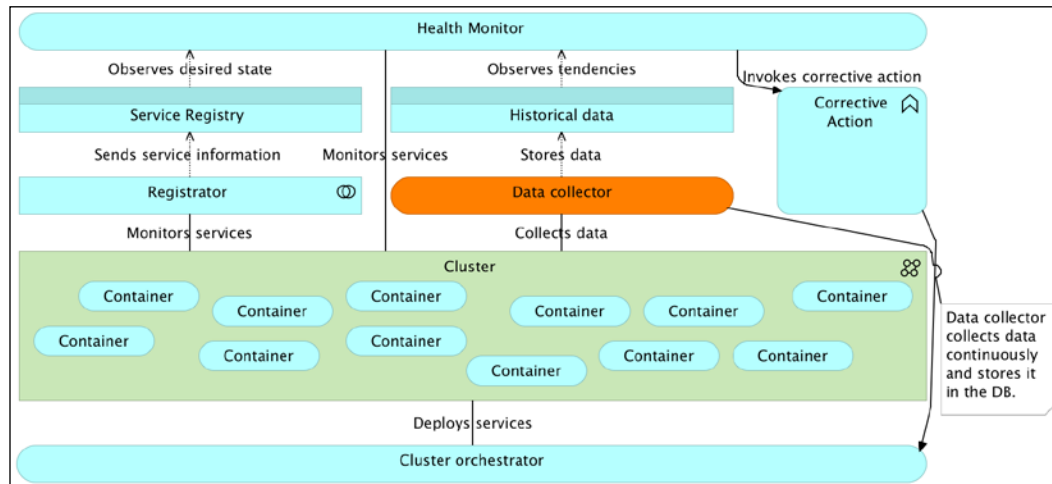 Health Monitor
Observes desired state
Observes tendencies
Invokes corrective action
Service Registry
Historical data
Corrective
Action
Sends service information
Monitors services
Stores data
Registrator
Data collector
Monitors services
Collects data
Cluster
Container
Container
Container
Container
Container
Container
Container
Container
Container
Container
Container
Container
Data collector
collects data
continuously
and stores it
in the DB.
Deploys services
Cluster orchestrator